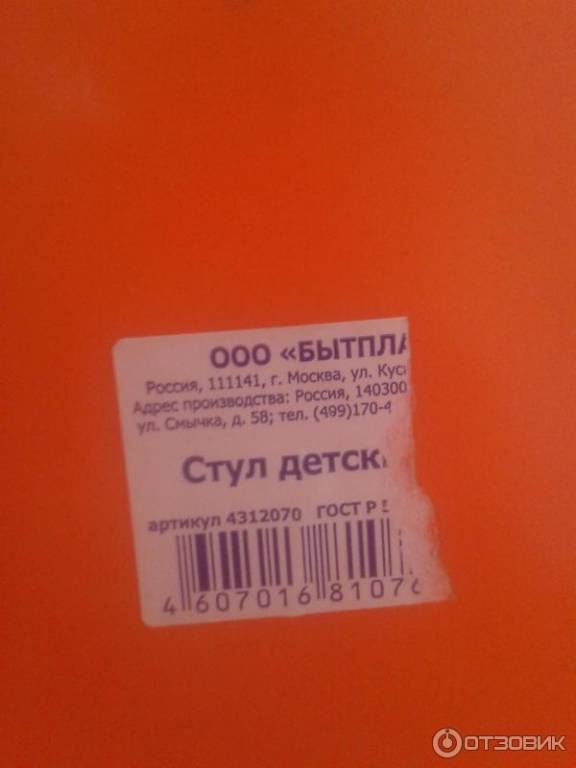 ООО «БЫТПЛА
Россия, 111141, г. Москва, ул. Кус
Адрес производства: Россия, 140300
ул. Смычка, д. 58; тел. (499)170-4
Стул детск
артикул 4312070 ГОСТ Р
4 607016 81076
ОТЗОВИК